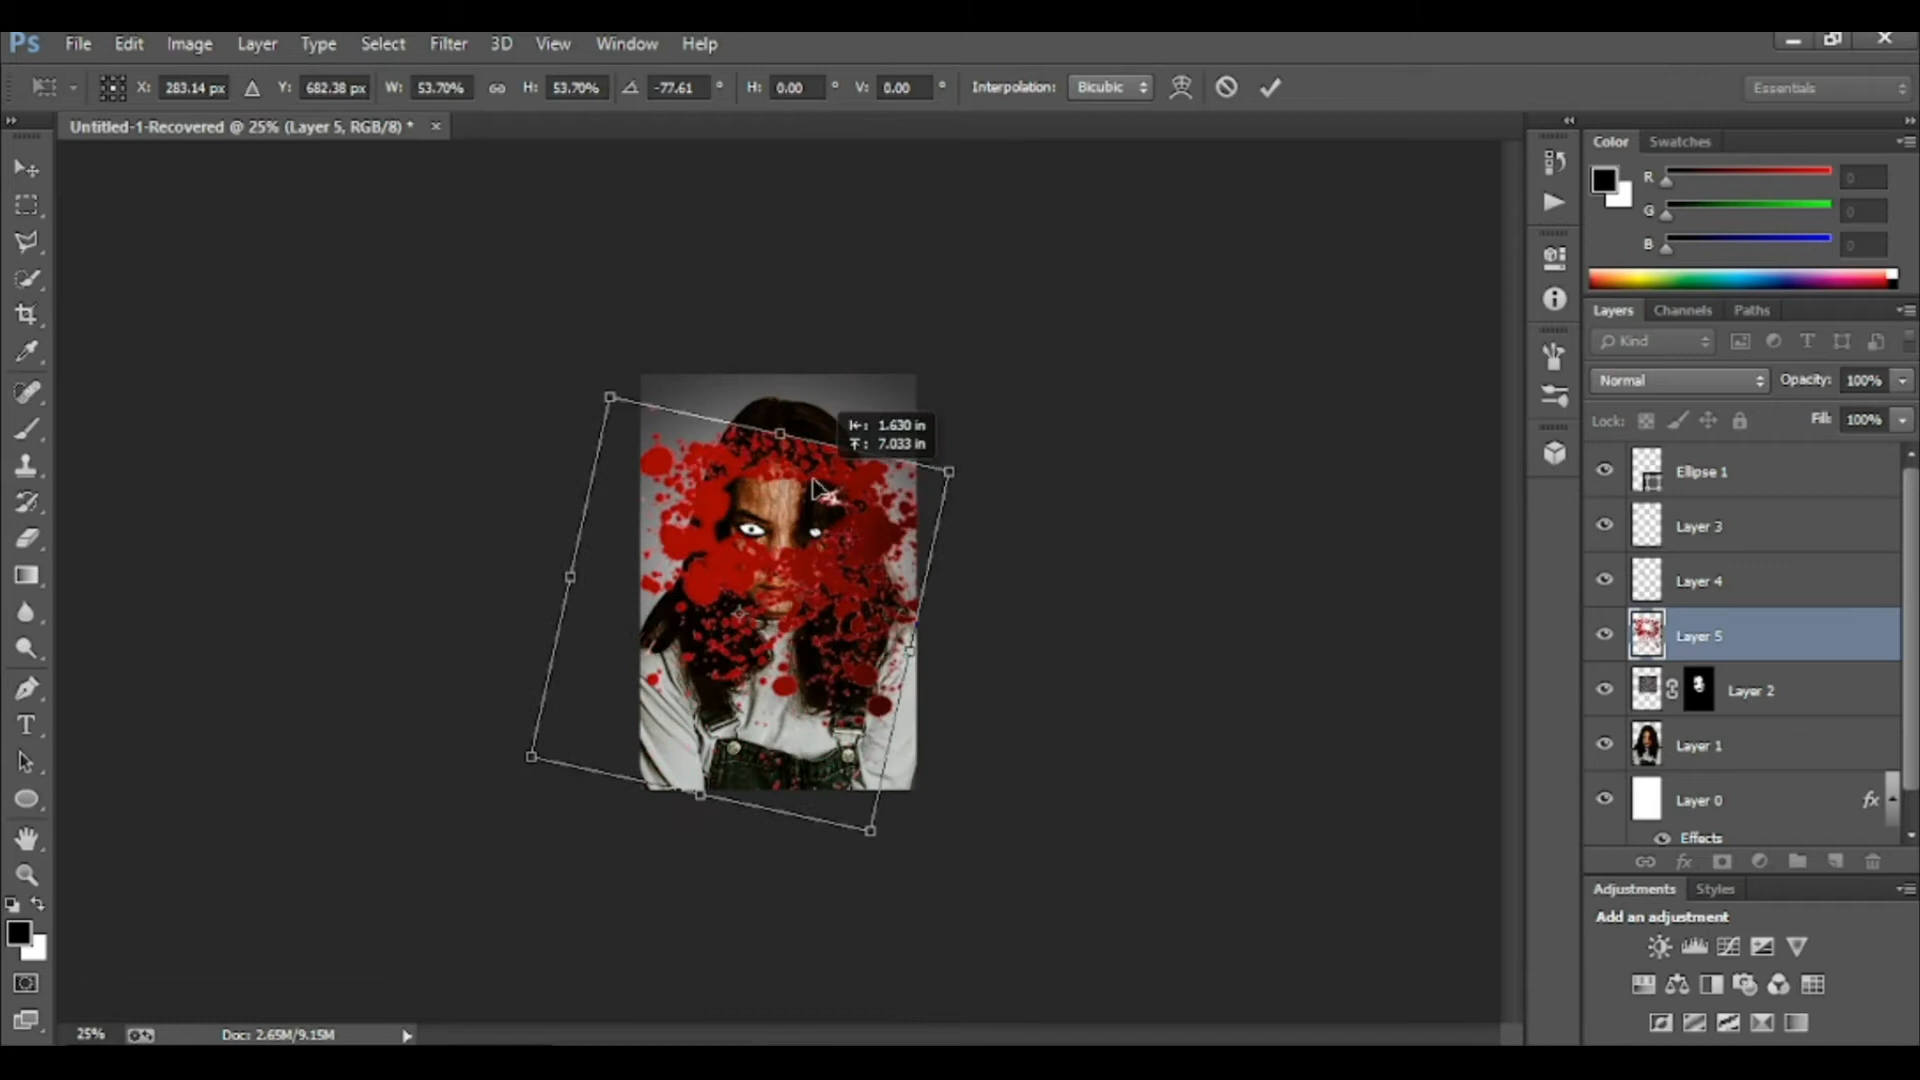 Ps File Edit Image Layer Type Select Filter 3D View Window Help
X: 283.14 px Y: 682.38 px W: 53.70% H: 53.70% -77.61 ° H: 0.00 ° V: 0.00 ° Interpolation: Bicubic Essentials
Untitled-1-Recovered @ 25% (Layer 5, RGB/8) * ×
Color Swatches
R 0
G 0
B 0
Layers Channels Paths
Kind
Normal Opacity: 100%
Lock: Fill: 100%
1.630 in
7.033 in
Ellipse 1
Layer 3
Layer 4
Layer 5
Layer 2
Layer 1
Layer 0 fx
Effects
fx
Adjustments Styles
Add an adjustment
T
25% Doc: 2.65M/9.15M